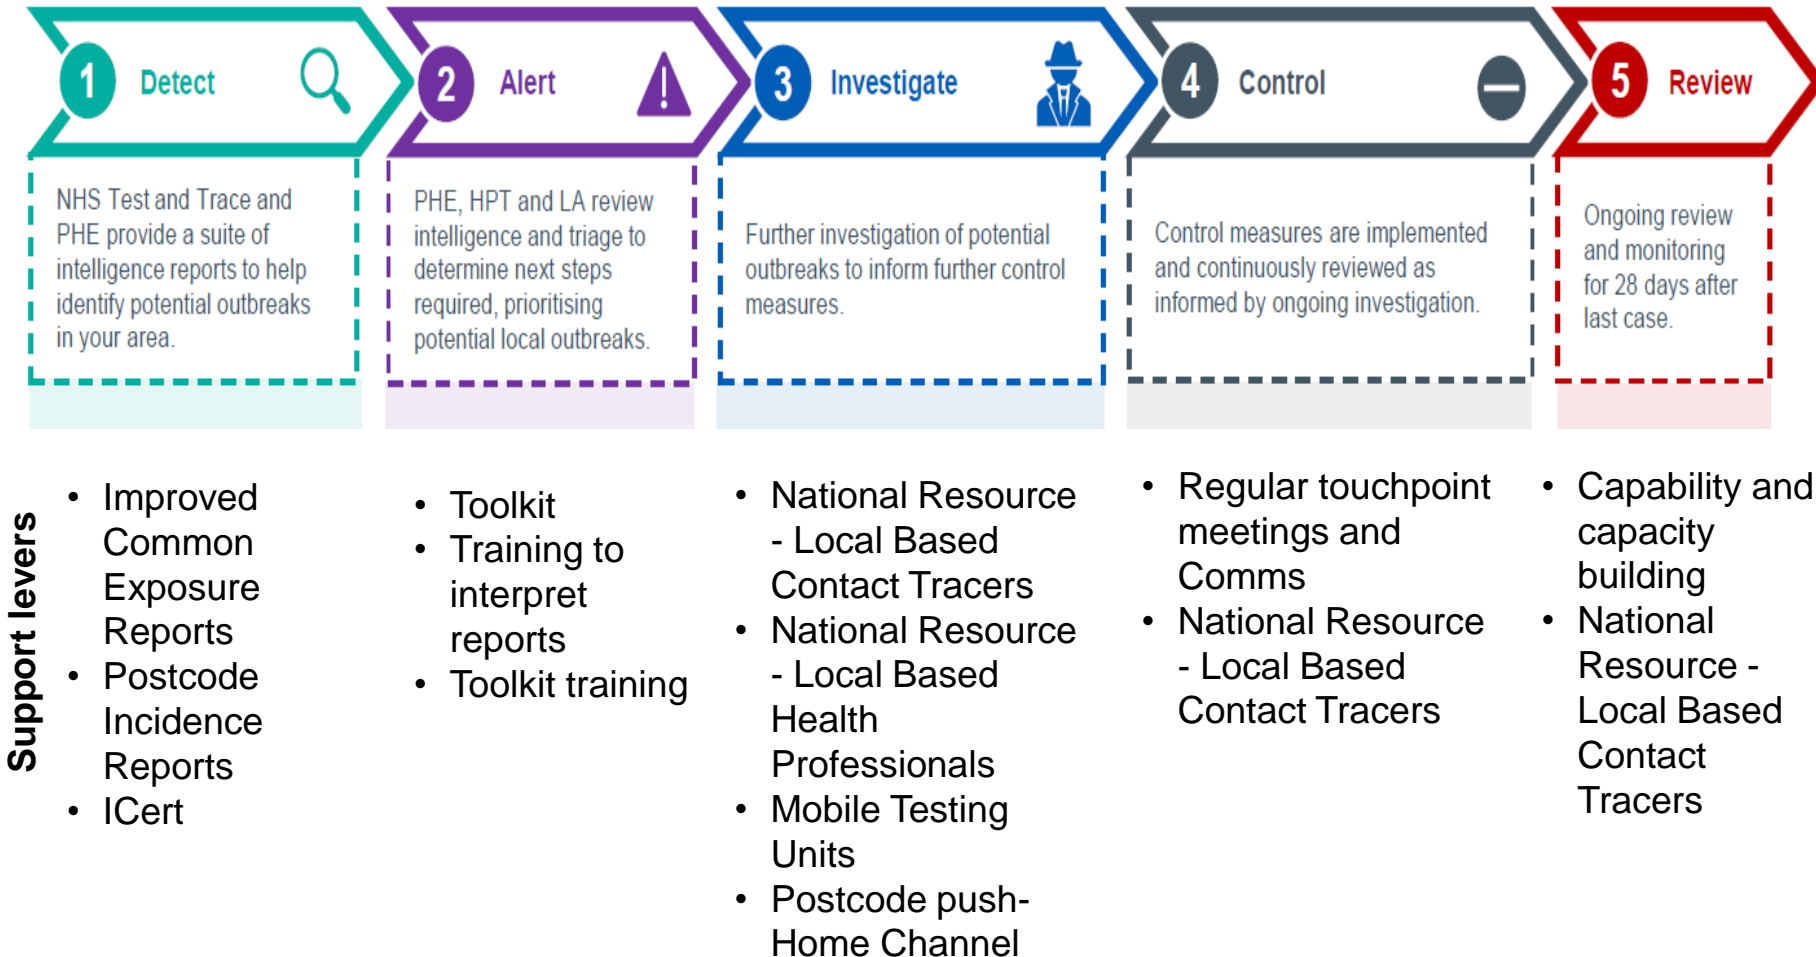 1 Detect
2 Alert
3 Investigate
4 Control
5 Review
NHS Test and Trace and
PHE provide a suite of
intelligence reports to help
identify potential outbreaks
in your area.
PHE, HPT and LA review
intelligence and triage to
determine next steps
required, prioritising
potential local outbreaks.
Further investigation of potential
outbreaks to inform further control
measures.
Control measures are implemented
and continuously reviewed as
informed by ongoing investigation.
Ongoing review
and monitoring
for 28 days after
last case.
Support levers
• Improved
Common
Exposure
Reports
• Postcode
Incidence
Reports
• ICert
• Toolkit
• Training to
interpret
reports
• Toolkit training
• National Resource
- Local Based
Contact Tracers
• National Resource
- Local Based
Health
Professionals
• Mobile Testing
Units
• Postcode push-
Home Channel
• Regular touchpoint
meetings and
Comms
• National Resource
- Local Based
Contact Tracers
• Capability and
capacity
building
• National
Resource -
Local Based
Contact
Tracers